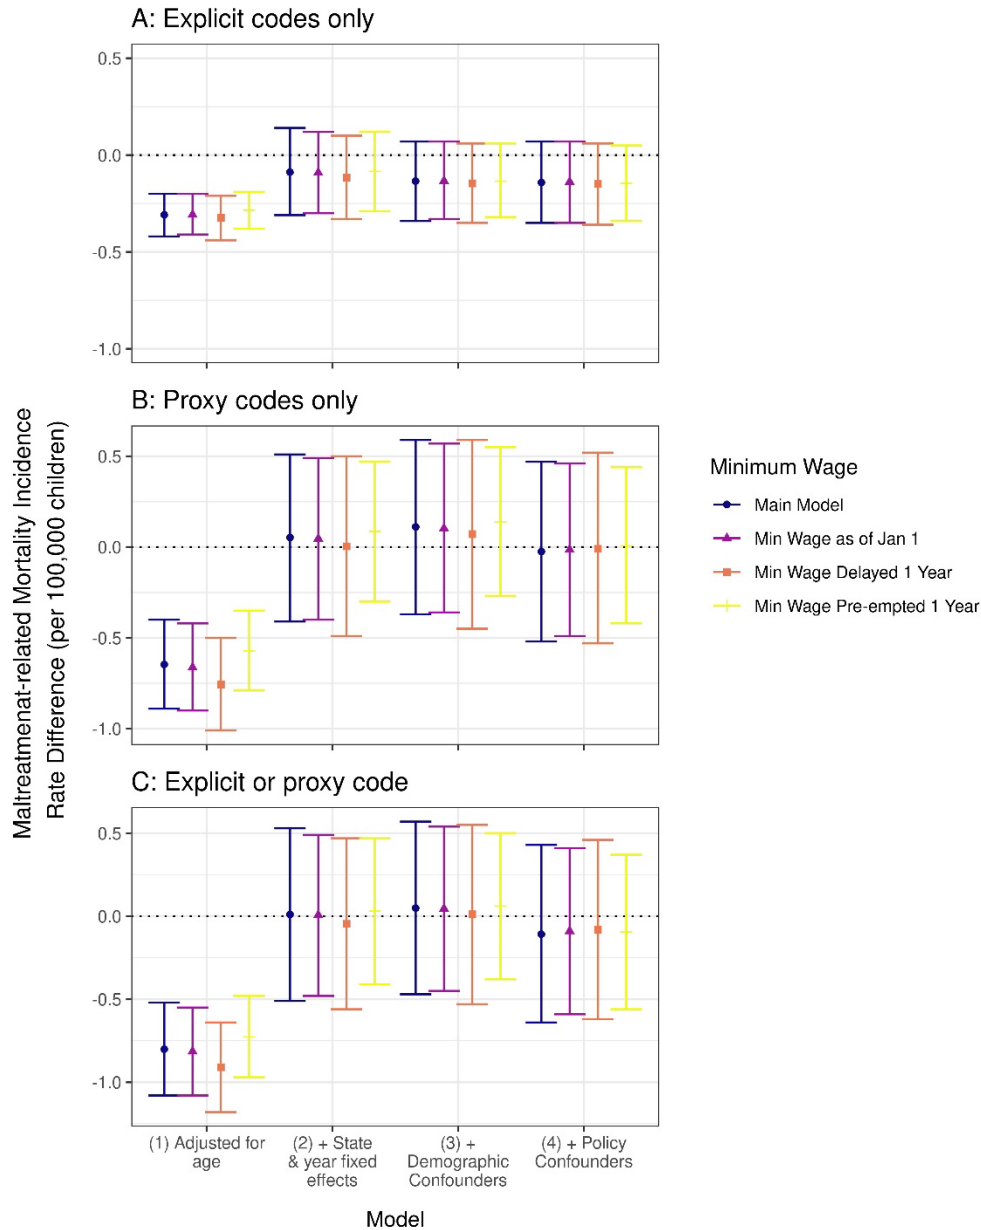 A: Explicit codes only
0.5
0.0
-0.5
-1.0
B: Proxy codes only
0.5
0.0
-0.5
-1.0
C: Explicit or proxy code
0.5
0.0
-0.5
-1.0
Maltreatmenat-related Mortality Incidence
Rate Difference (per 100,000 children)
(1) Adjusted for
age
(2) + State
& year fixed
effects
(3) +
Demographic
Confounders
(4) + Policy
Confounders
Model
Minimum Wage
Main Model
Min Wage as of Jan 1
Min Wage Delayed 1 Year
Min Wage Pre-empted 1 Year